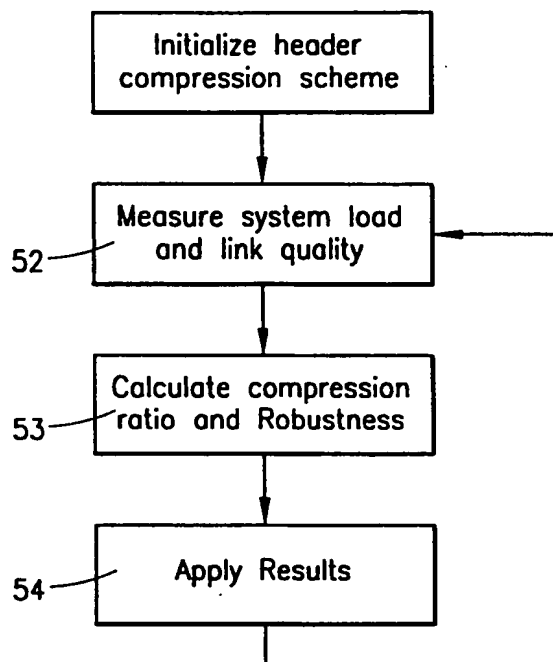 Initialize header
compression scheme
Measure system load
and link quality
52
Calculate compression
ratio and Robustness
53
Apply Results
54